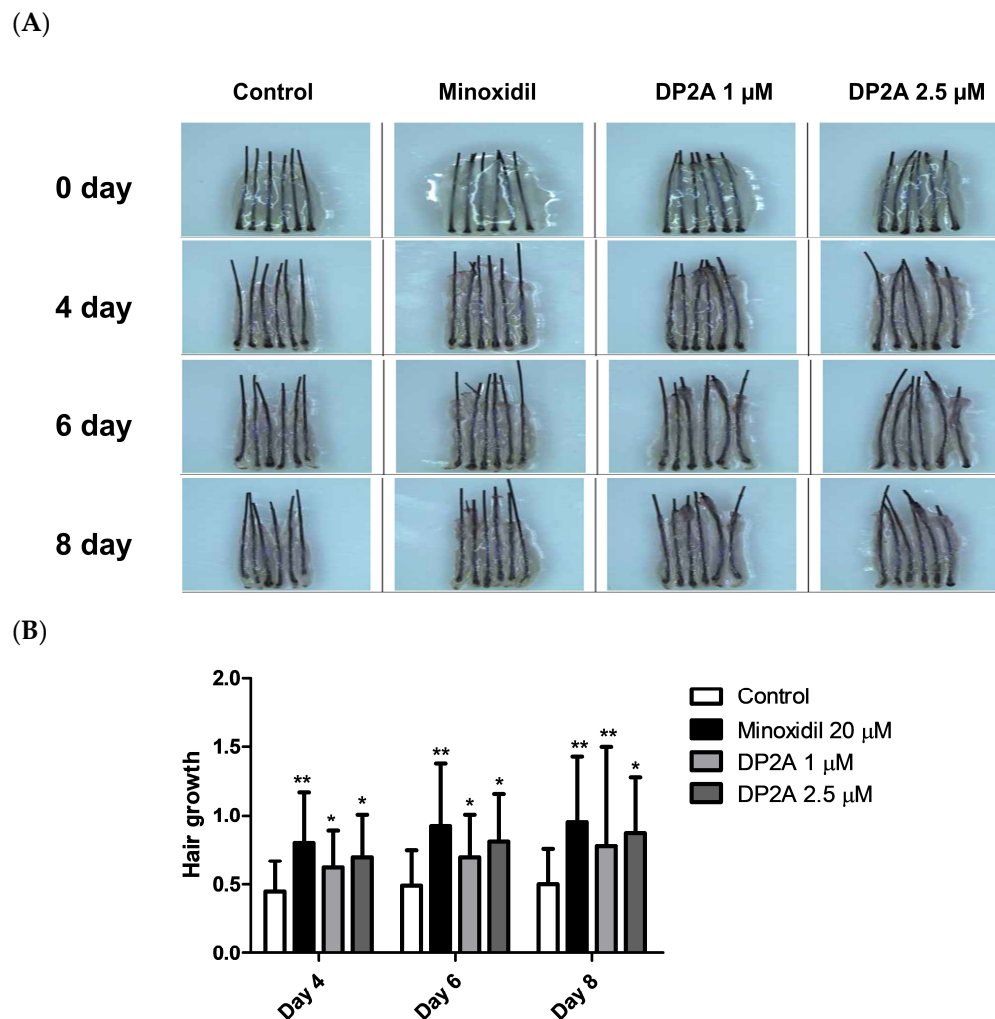 (A)
Control Minoxidil DP2A 1 µM DP2A 2.5 µM
0 day
4 day
6 day
8 day
(B)
2.0
1.5
1.0
0.5
0.0
Hair growth
** * *
** * *
** ** *
Day 4 Day 6 Day 8
Control
Minoxidil 20 µM
DP2A 1 µM
DP2A 2.5 µM